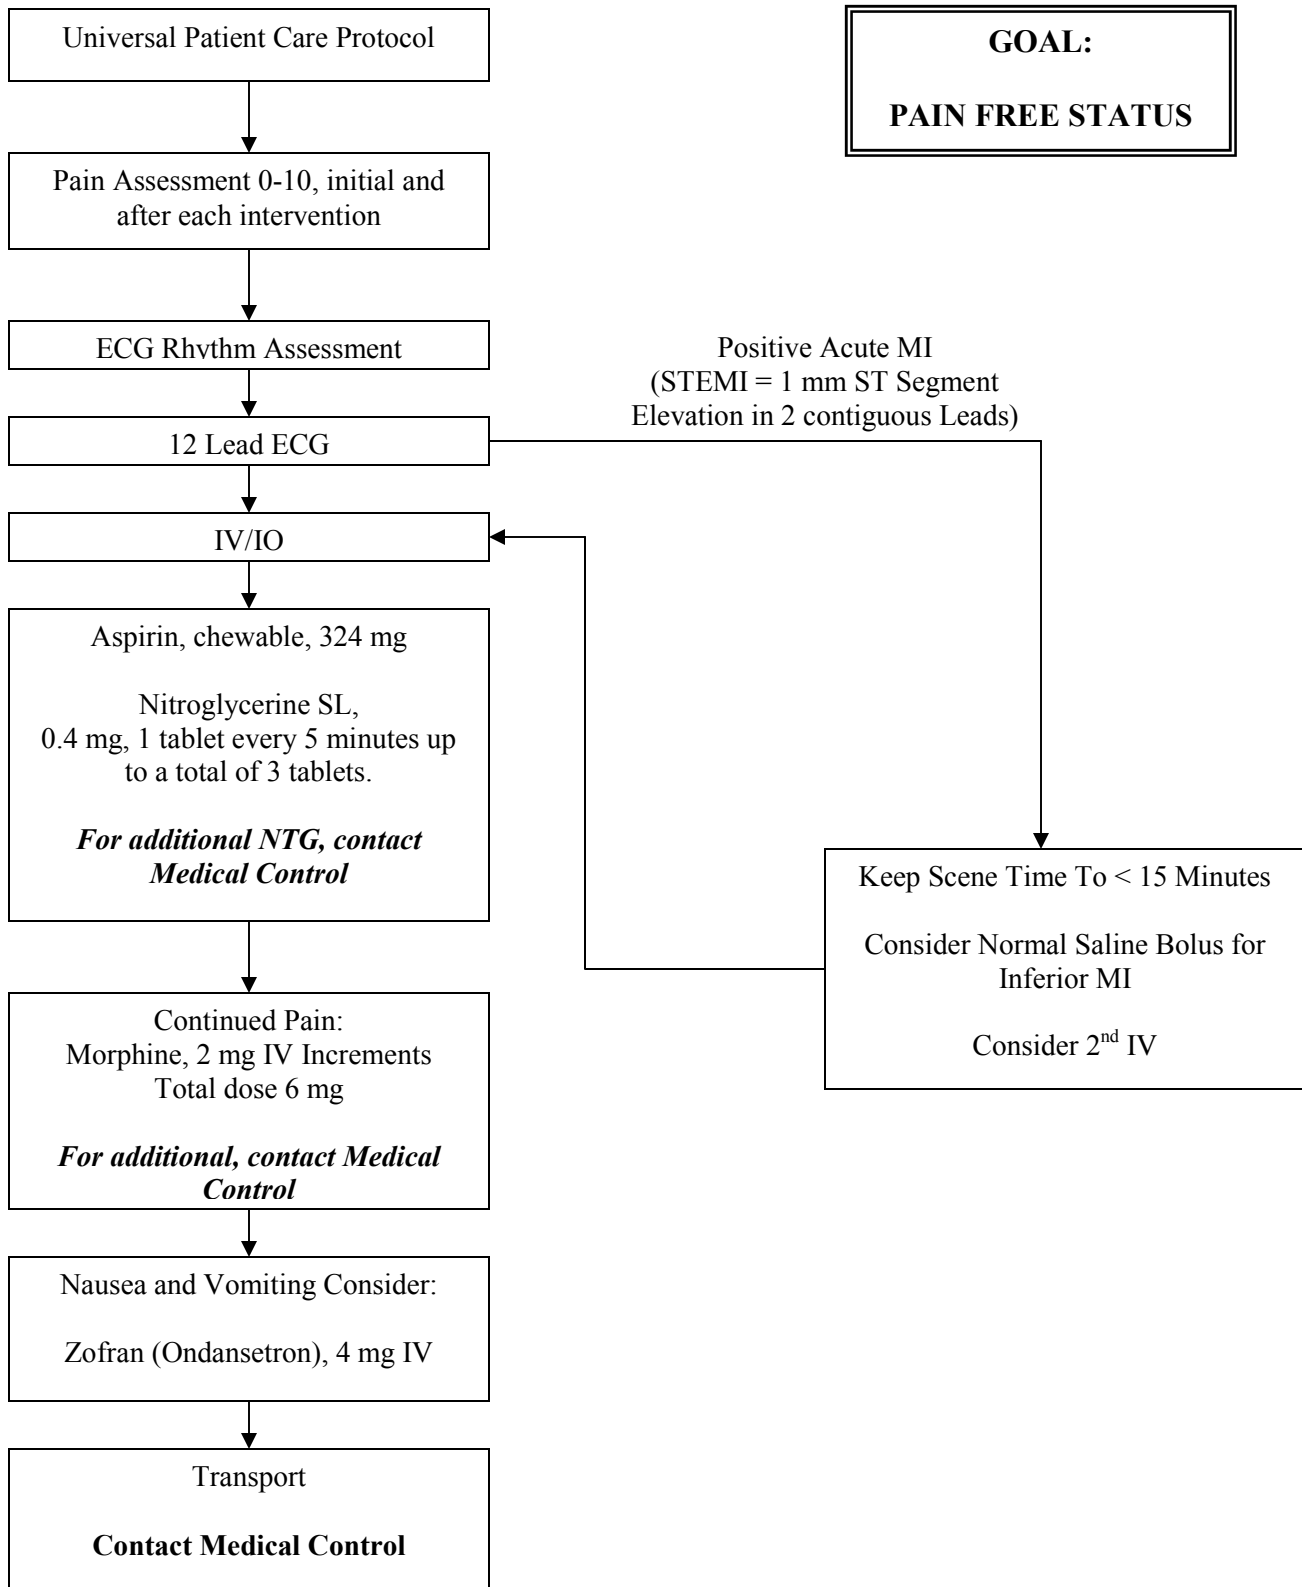 Universal Patient Care Protocol
GOAL:
PAIN FREE STATUS
Pain Assessment 0-10, initial and
after each intervention
ECG Rhythm Assessment
Positive Acute MI
(STEMI = 1 mm ST Segment
Elevation in 2 contiguous Leads)
12 Lead ECG
IV/IO
Aspirin, chewable, 324 mg
Nitroglycerine SL,
0.4 mg, 1 tablet every 5 minutes up
to a total of 3 tablets.
For additional NTG, contact
Medical Control
Keep Scene Time To < 15 Minutes
Consider Normal Saline Bolus for
Inferior MI
Consider 2nd IV
Continued Pain:
Morphine, 2 mg IV Increments
Total dose 6 mg
For additional, contact Medical
Control
Nausea and Vomiting Consider:
Zofran (Ondansetron), 4 mg IV
Transport
Contact Medical Control